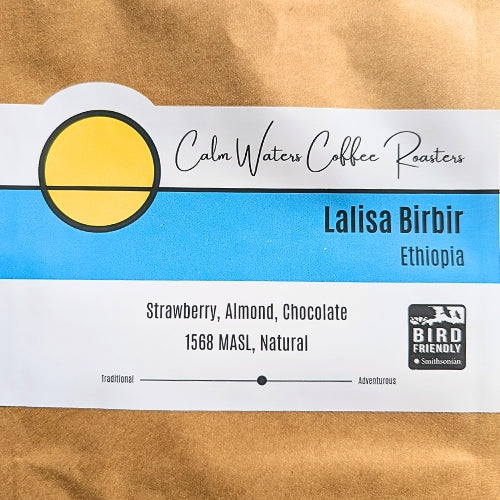 Calm Waters Coffee Roasters
Lalisa Birbir
Ethiopia
Strawberry, Almond, Chocolate
1568 MASL, Natural
BIRD
FRIENDLY
Smithsonian
Traditional
Adventurous